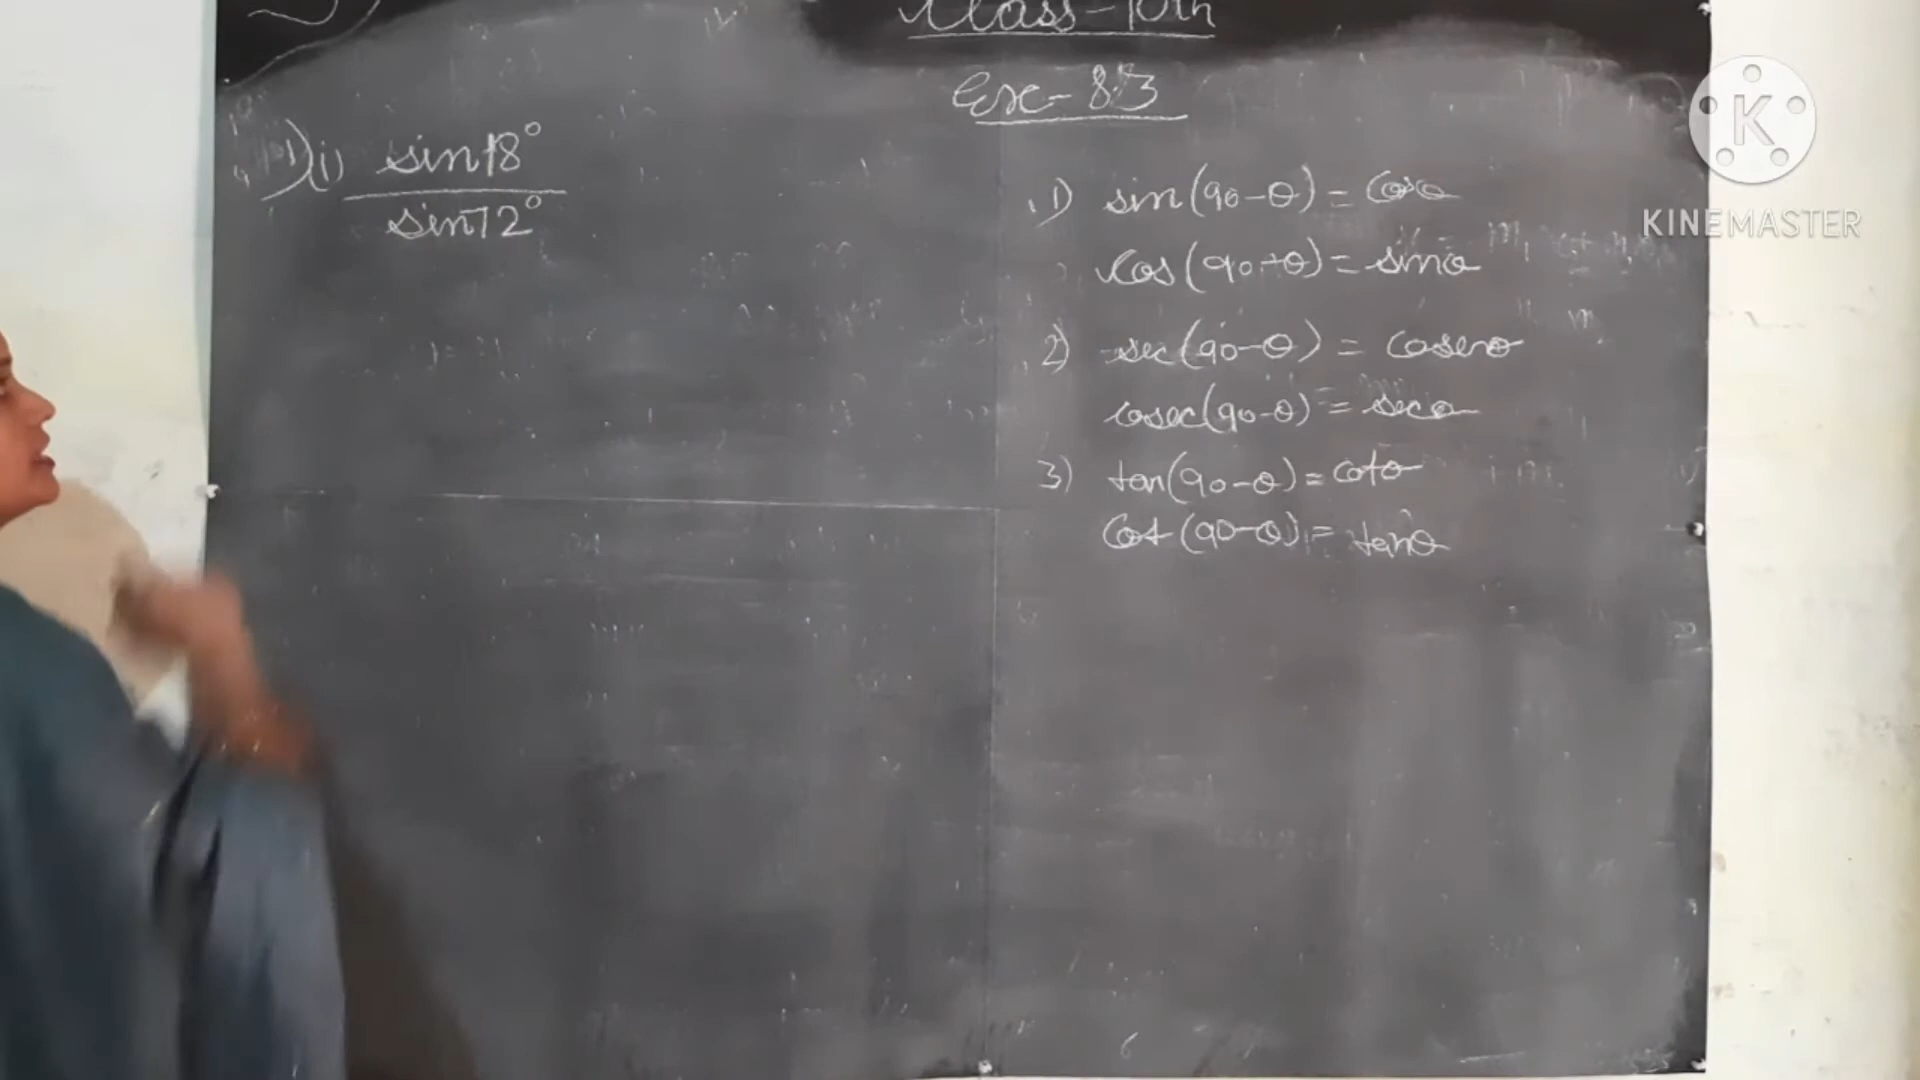 Class-10th
Exc-8.3
1)(i) sin18°
sin72°
1) sin(90-θ) = Cosθ
Cos(90-θ) = sinθ
2) sec(90-θ) = Cosecθ
Cosec(90-θ) = secθ
3) tan(90-θ) = Cotθ
Cot(90-θ) = tanθ
K
KINEMASTER